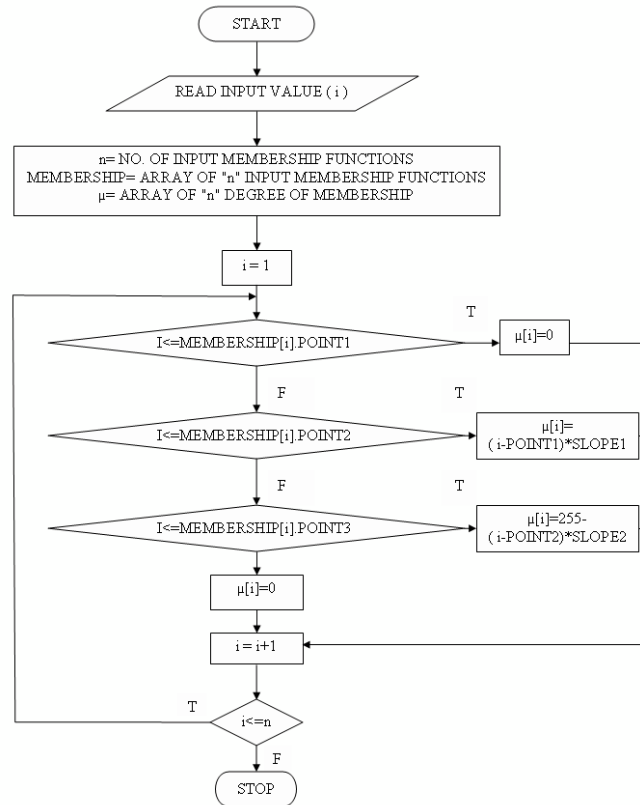 START
READ INPUT VALUE ( i )
n= NO. OF INPUT MEMBERSHIP FUNCTIONS
MEMBERSHIP= ARRAY OF "n" INPUT MEMBERSHIP FUNCTIONS
µ= ARRAY OF "n" DEGREE OF MEMBERSHIP
i = 1
T
I<=MEMBERSHIP[i].POINT1
µ[i]=0
F
T
I<=MEMBERSHIP[i].POINT2
µ[i]=
( i-POINT1)*SLOPE1
F
T
I<=MEMBERSHIP[i].POINT3
µ[i]=255-
( i-POINT2)*SLOPE2
µ[i]=0
i = i+1
T
i<=n
F
STOP